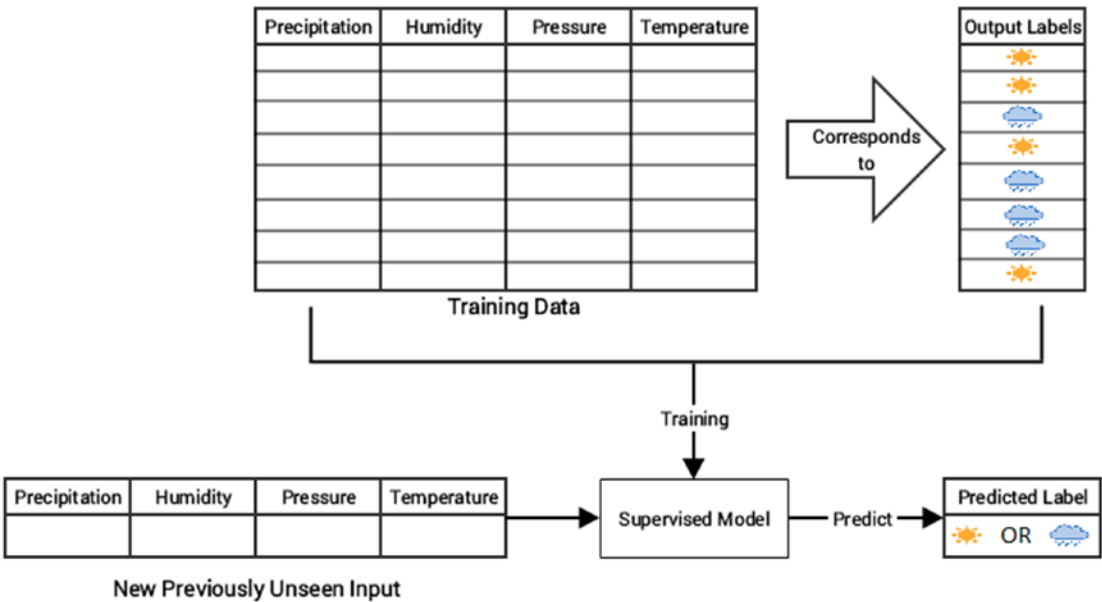 Precipitation Humidity Pressure Temperature
Output Labels
Corresponds
to
Training Data
Training
Precipitation Humidity Pressure Temperature
Supervised Model
Predict
Predicted Label
OR
New Previously Unseen Input